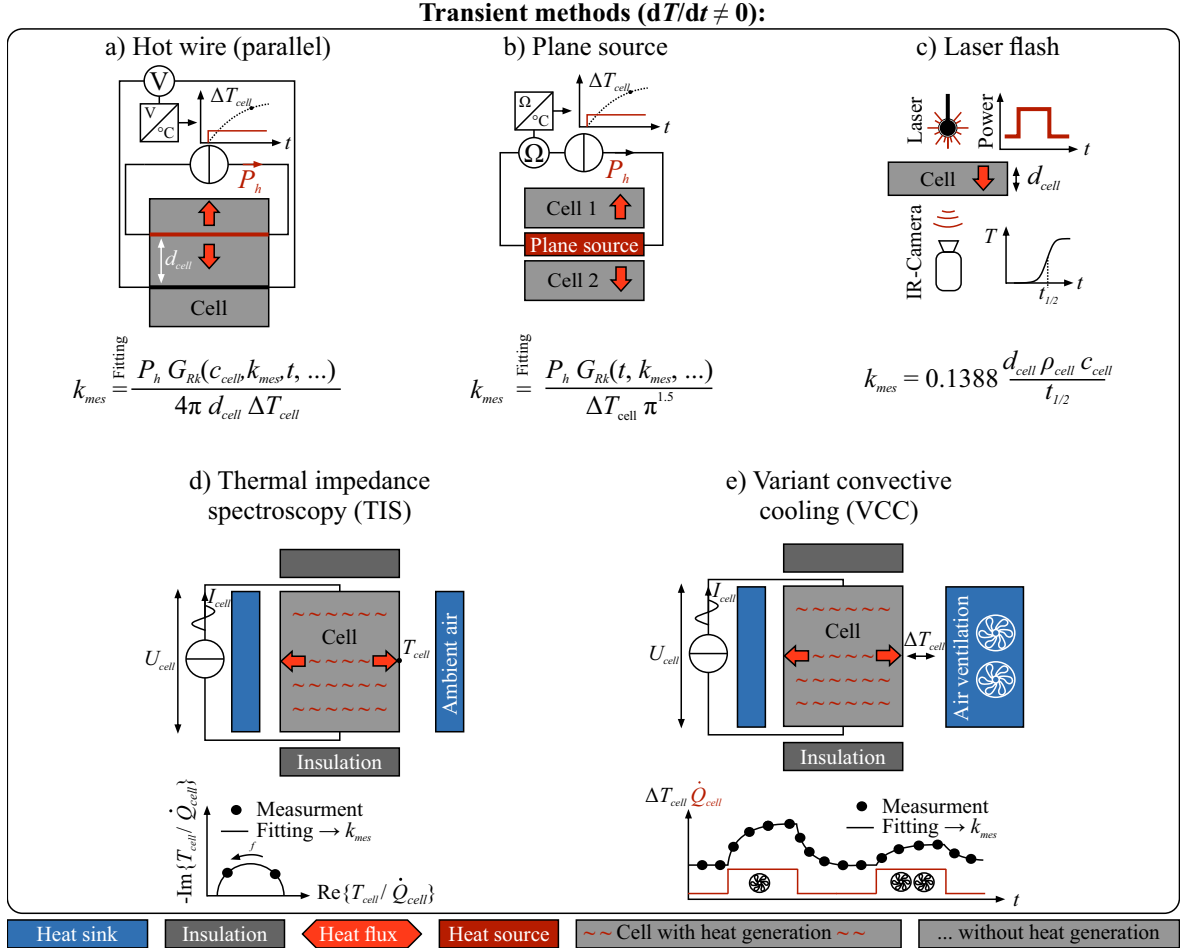 Transient methods (dT/dt ≠ 0):
a) Hot wire (parallel)
V
V
°C
ΔT_cell
t
P_h
d_cell
Cell
k_mes = Fitting P_h G_Rk(c_cell,k_mes,t, ...)
4π d_cell ΔT_cell
b) Plane source
Ω
°C
ΔT_cell
t
Ω
P_h
Cell 1
Plane source
Cell 2
k_mes = Fitting P_h G_Rk(t, k_mes, ...)
ΔT_cell π^1.5
c) Laser flash
Laser
Power
t
Cell
d_cell
IR-Camera
T
t_1/2
t
k_mes = 0.1388 d_cell ρ_cell c_cell
t_1/2
d) Thermal impedance
spectroscopy (TIS)
I_cell
U_cell
Cell
T_cell
Ambient air
Insulation
-Im{T_cell/ Q̇_cell}
Measurment
Fitting → k_mes
f
Re{T_cell/ Q̇_cell}
e) Variant convective
cooling (VCC)
I_cell
U_cell
Cell
ΔT_cell
Air ventilation
Insulation
ΔT_cell Q̇_cell
Measurment
Fitting → k_mes
t
Heat sink
Insulation
Heat flux
Heat source
~ ~ Cell with heat generation ~ ~
... without heat generation